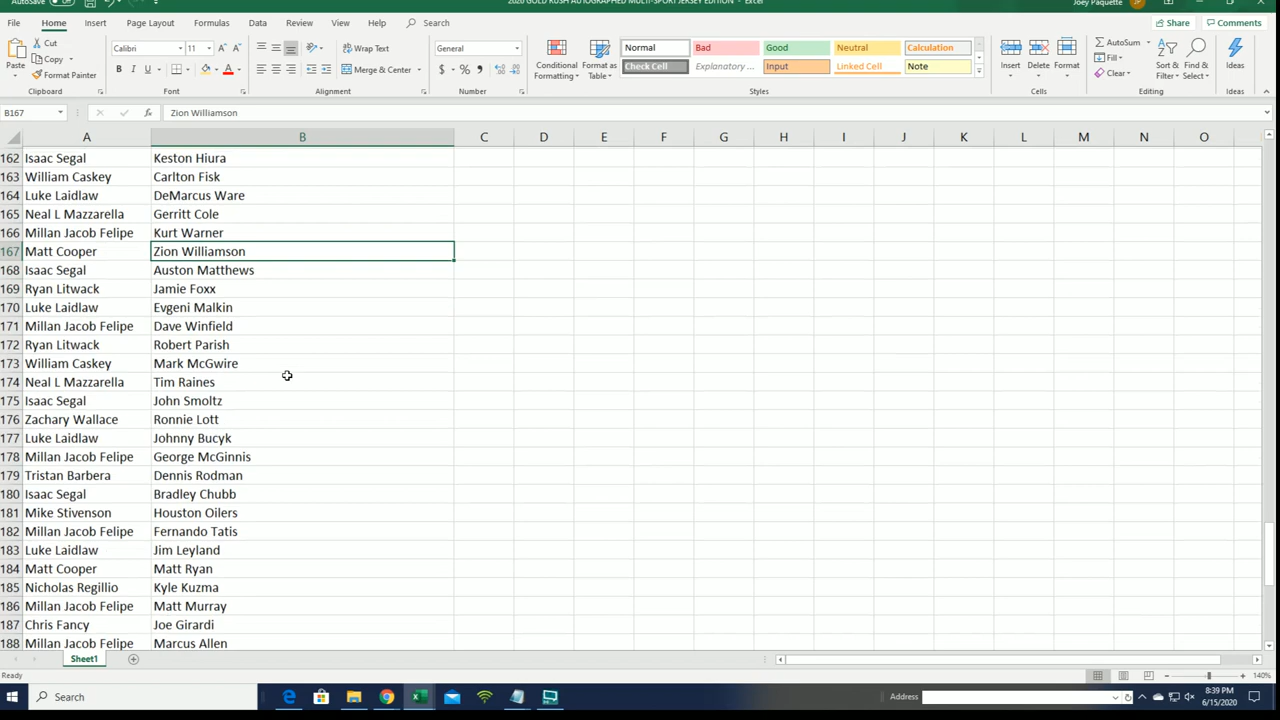 AutoSave Off 2020 GOLD RUSH AUTOGRAPHED MULTI-SPORT JERSEY EDITION - Excel Joey Paquette JP
File Home Insert Page Layout Formulas Data Review View Help Search Share Comments
Paste Cut Copy Format Painter Calibri 11 Wrap Text Merge & Center General Conditional Formatting Format as Table Normal Bad Good Neutral Calculation Check Cell Explanatory ... Input Linked Cell Note Insert Delete Format AutoSum Fill Clear Sort & Filter Find & Select Ideas
Clipboard Font Alignment Number Styles Cells Editing Ideas
B167 Zion Williamson
A B C D E F G H I J K L M N O
162 Isaac Segal Keston Hiura
163 William Caskey Carlton Fisk
164 Luke Laidlaw DeMarcus Ware
165 Neal L Mazzarella Gerritt Cole
166 Millan Jacob Felipe Kurt Warner
167 Matt Cooper Zion Williamson
168 Isaac Segal Auston Matthews
169 Ryan Litwack Jamie Foxx
170 Luke Laidlaw Evgeni Malkin
171 Millan Jacob Felipe Dave Winfield
172 Ryan Litwack Robert Parish
173 William Caskey Mark McGwire
174 Neal L Mazzarella Tim Raines
175 Isaac Segal John Smoltz
176 Zachary Wallace Ronnie Lott
177 Luke Laidlaw Johnny Bucyk
178 Millan Jacob Felipe George McGinnis
179 Tristan Barbera Dennis Rodman
180 Isaac Segal Bradley Chubb
181 Mike Stivenson Houston Oilers
182 Millan Jacob Felipe Fernando Tatis
183 Luke Laidlaw Jim Leyland
184 Matt Cooper Matt Ryan
185 Nicholas Regillio Kyle Kuzma
186 Millan Jacob Felipe Matt Murray
187 Chris Fancy Joe Girardi
188 Millan Jacob Felipe Marcus Allen
Sheet1
Ready 140%
Search Address 8:39 PM
6/15/2020